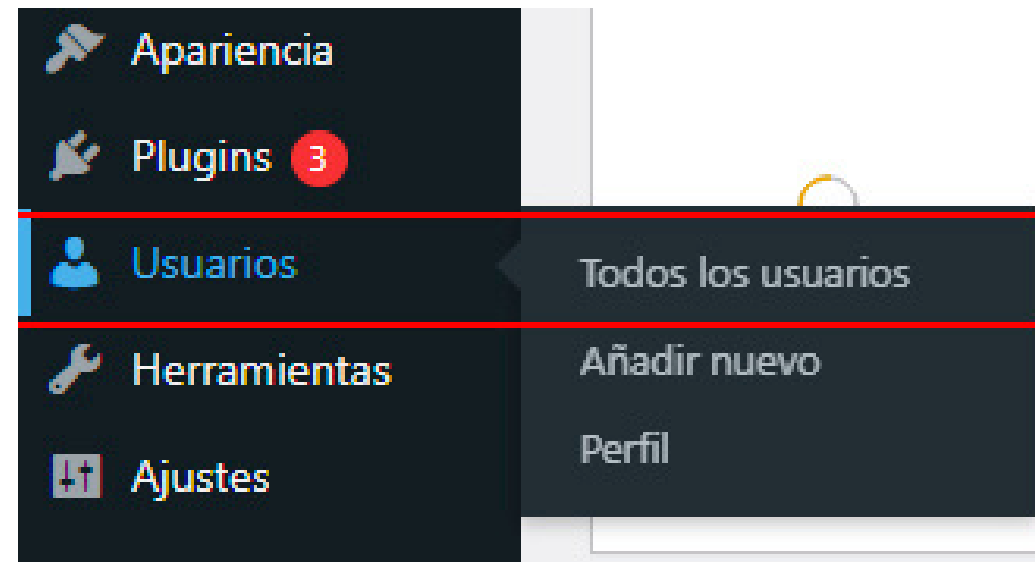 Apariencia
Plugins 3
Usuarios
Todos los usuarios
Añadir nuevo
Perfil
Herramientas
Ajustes